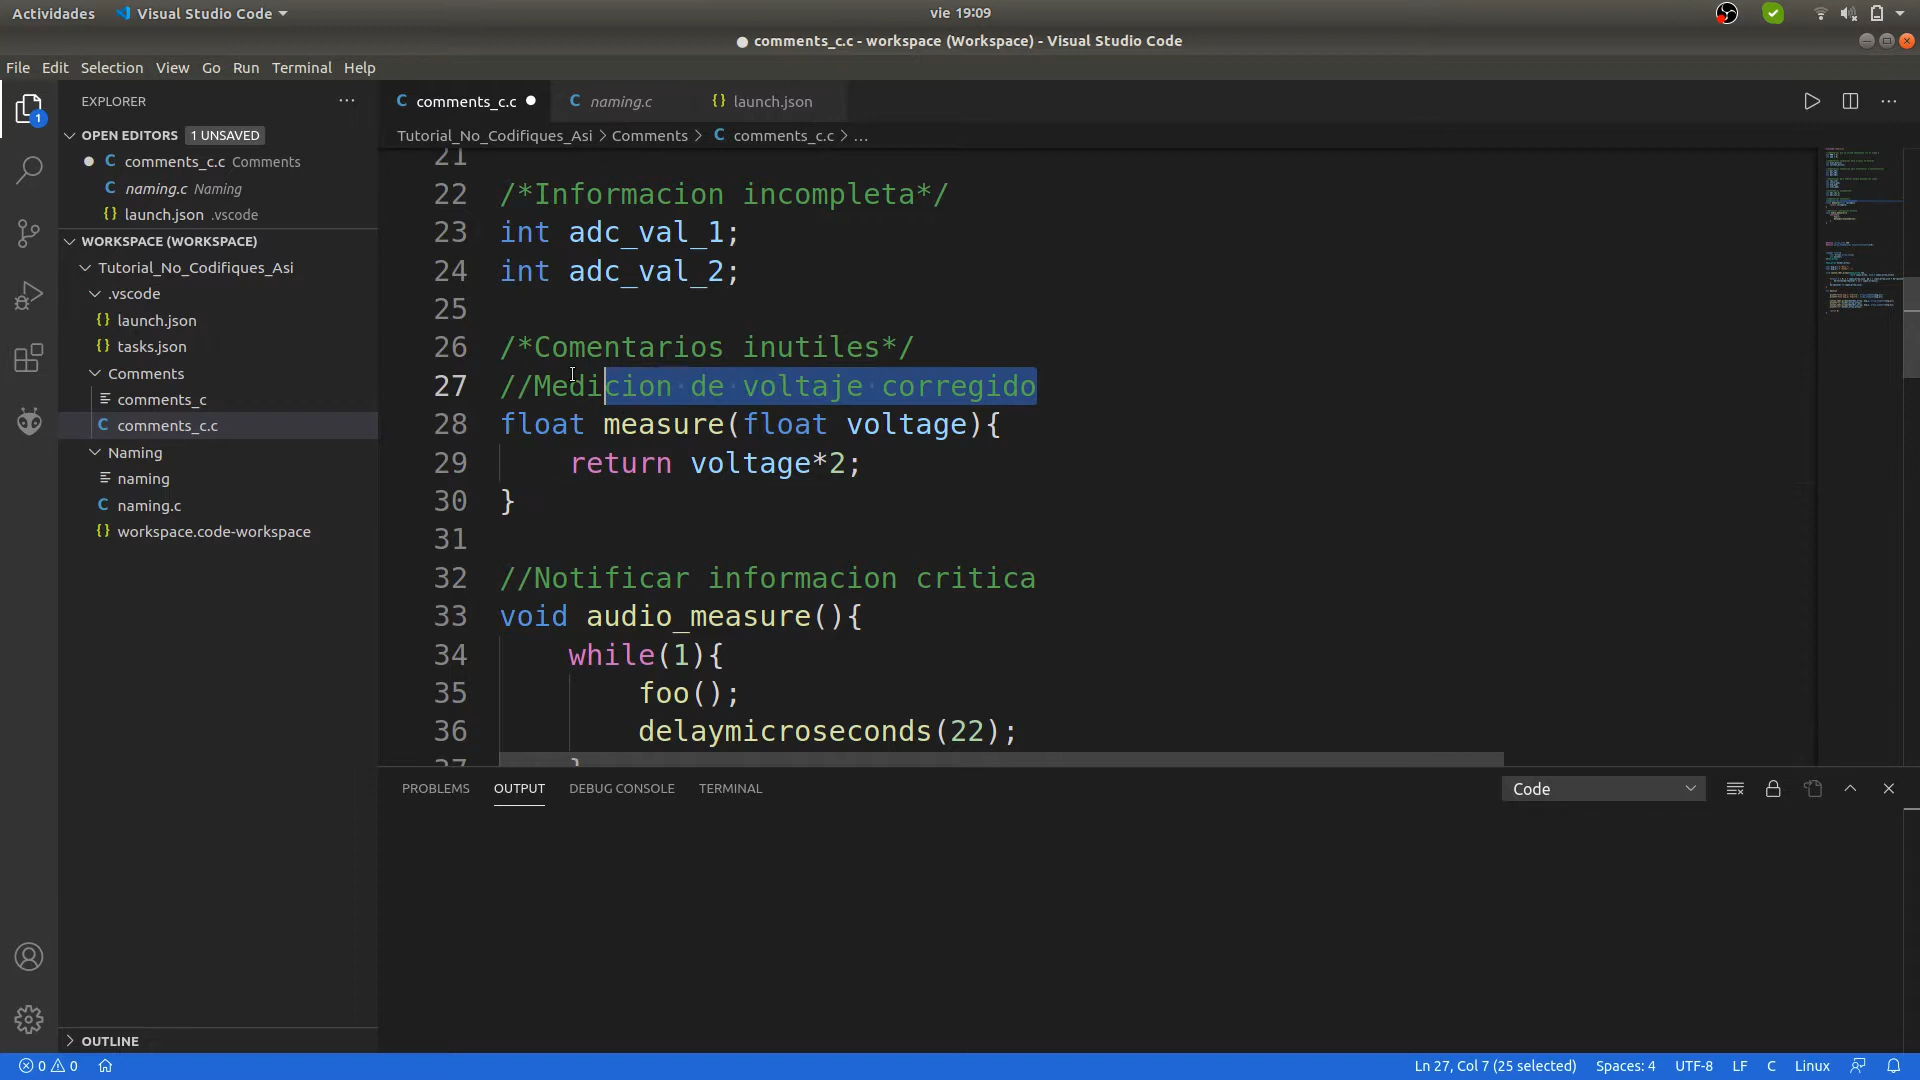 Actividades Visual Studio Code vie 19:09
comments_c.c - workspace (Workspace) - Visual Studio Code
File Edit Selection View Go Run Terminal Help
EXPLORER
OPEN EDITORS 1 UNSAVED
comments_c.c Comments
naming.c Naming
launch.json .vscode
WORKSPACE (WORKSPACE)
Tutorial_No_Codifiques_Asi
.vscode
launch.json
tasks.json
Comments
comments_c
comments_c.c
Naming
naming
naming.c
workspace.code-workspace
OUTLINE
1
comments_c.c naming.c launch.json
Tutorial_No_Codifiques_Asi > Comments > comments_c.c > ...
21
22 /*Informacion incompleta*/
23 int adc_val_1;
24 int adc_val_2;
25
26 /*Comentarios inutiles*/
27 //Medicion de voltaje corregido
28 float measure(float voltage){
29 return voltage*2;
30 }
31
32 //Notificar informacion critica
33 void audio_measure(){
34 while(1){
35 foo();
36 delaymicroseconds(22);
37 }
PROBLEMS OUTPUT DEBUG CONSOLE TERMINAL Code
0 0 Ln 27, Col 7 (25 selected) Spaces: 4 UTF-8 LF C Linux